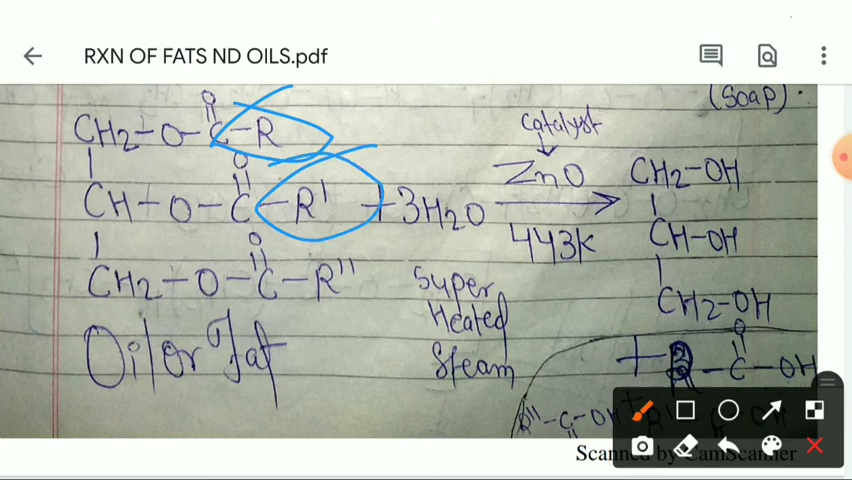 RXN OF FATS ND OILS.pdf
(Soap).
O
CH2-O-C-R
O
CH-O-C-R' + 3H2O
O
CH2-O-C-R''
Oil or Fat
Super
Heated
Steam
Catalyst
ZnO
443K
CH2-OH
CH-OH
CH2-OH
O
+ R-C-OH
R''-C-OH +
Scanned by CamScanner